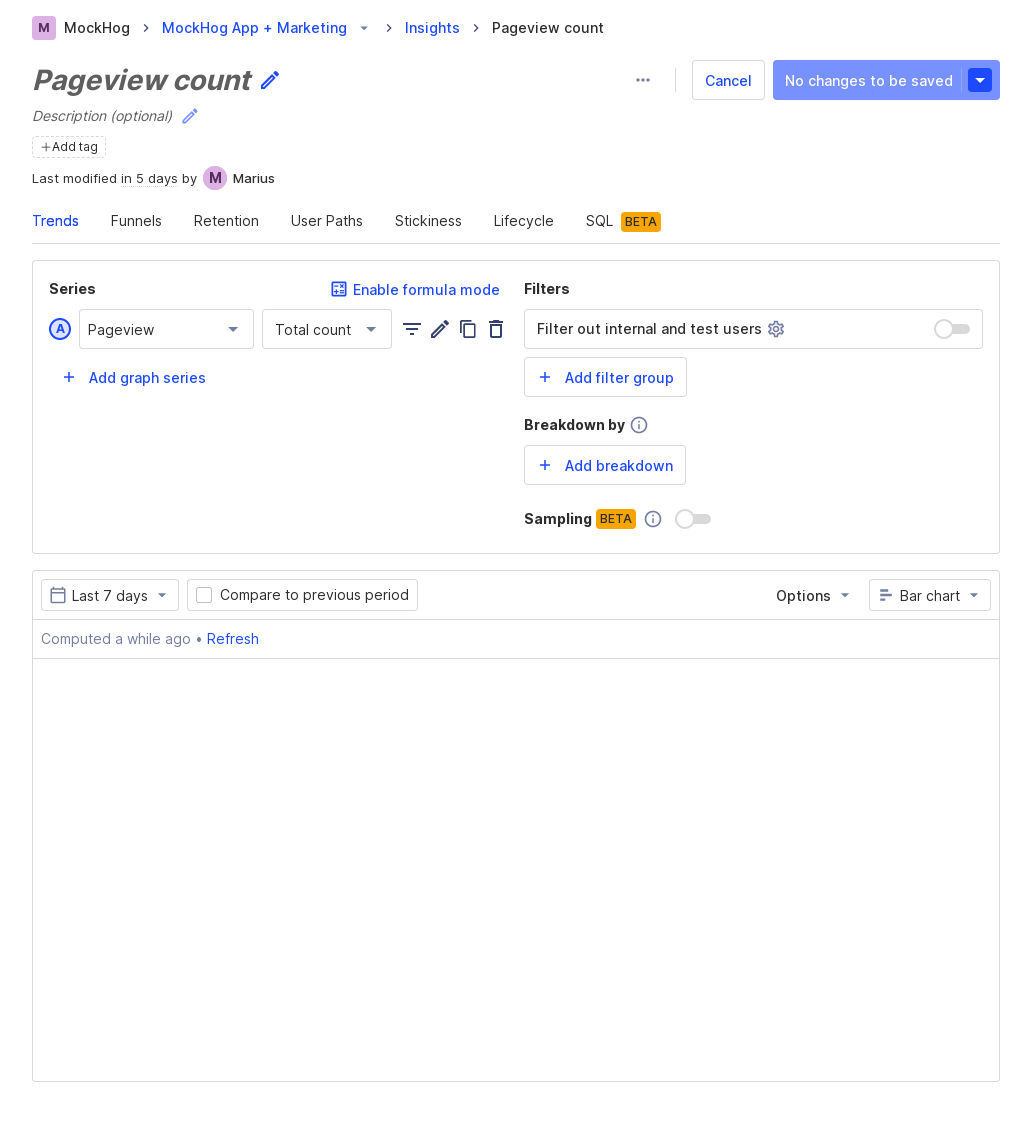 M MockHog > MockHog App + Marketing > Insights > Pageview count
Pageview count
Cancel
No changes to be saved
Description (optional)
+Add tag
Last modified in 5 days by M Marius
Trends Funnels Retention User Paths Stickiness Lifecycle SQL BETA
Series
Enable formula mode
A Pageview
Total count
+ Add graph series
Filters
Filter out internal and test users
+ Add filter group
Breakdown by
+ Add breakdown
Sampling BETA
Last 7 days
Compare to previous period
Options
Bar chart
Computed a while ago • Refresh